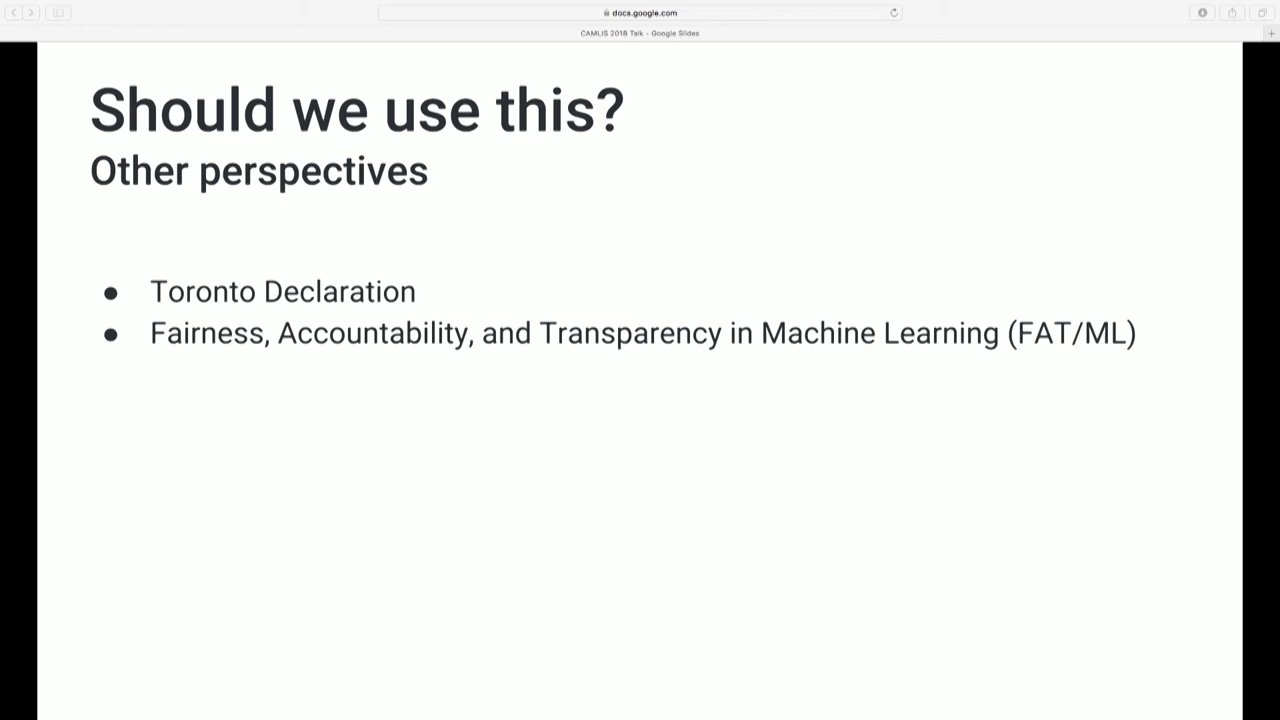 docs.google.com
CAMLIS 2018 Talk - Google Slides
Should we use this?
Other perspectives
● Toronto Declaration
● Fairness, Accountability, and Transparency in Machine Learning (FAT/ML)